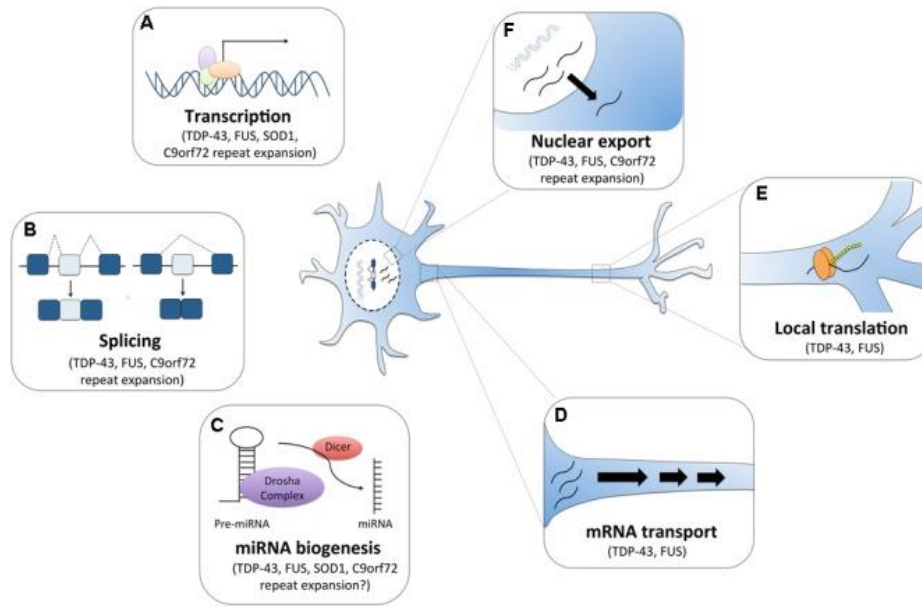 A
Transcription
(TDP-43, FUS, SOD1,
C9orf72 repeat expansion)
F
Nuclear export
(TDP-43, FUS, C9orf72
repeat expansion)
B
Splicing
(TDP-43, FUS, C9orf72
repeat expansion)
E
Local translation
(TDP-43, FUS)
C
Dicer
Drosha
Complex
Pre-miRNA
miRNA
miRNA biogenesis
(TDP-43, FUS, SOD1, C9orf72
repeat expansion?)
D
mRNA transport
(TDP-43, FUS)